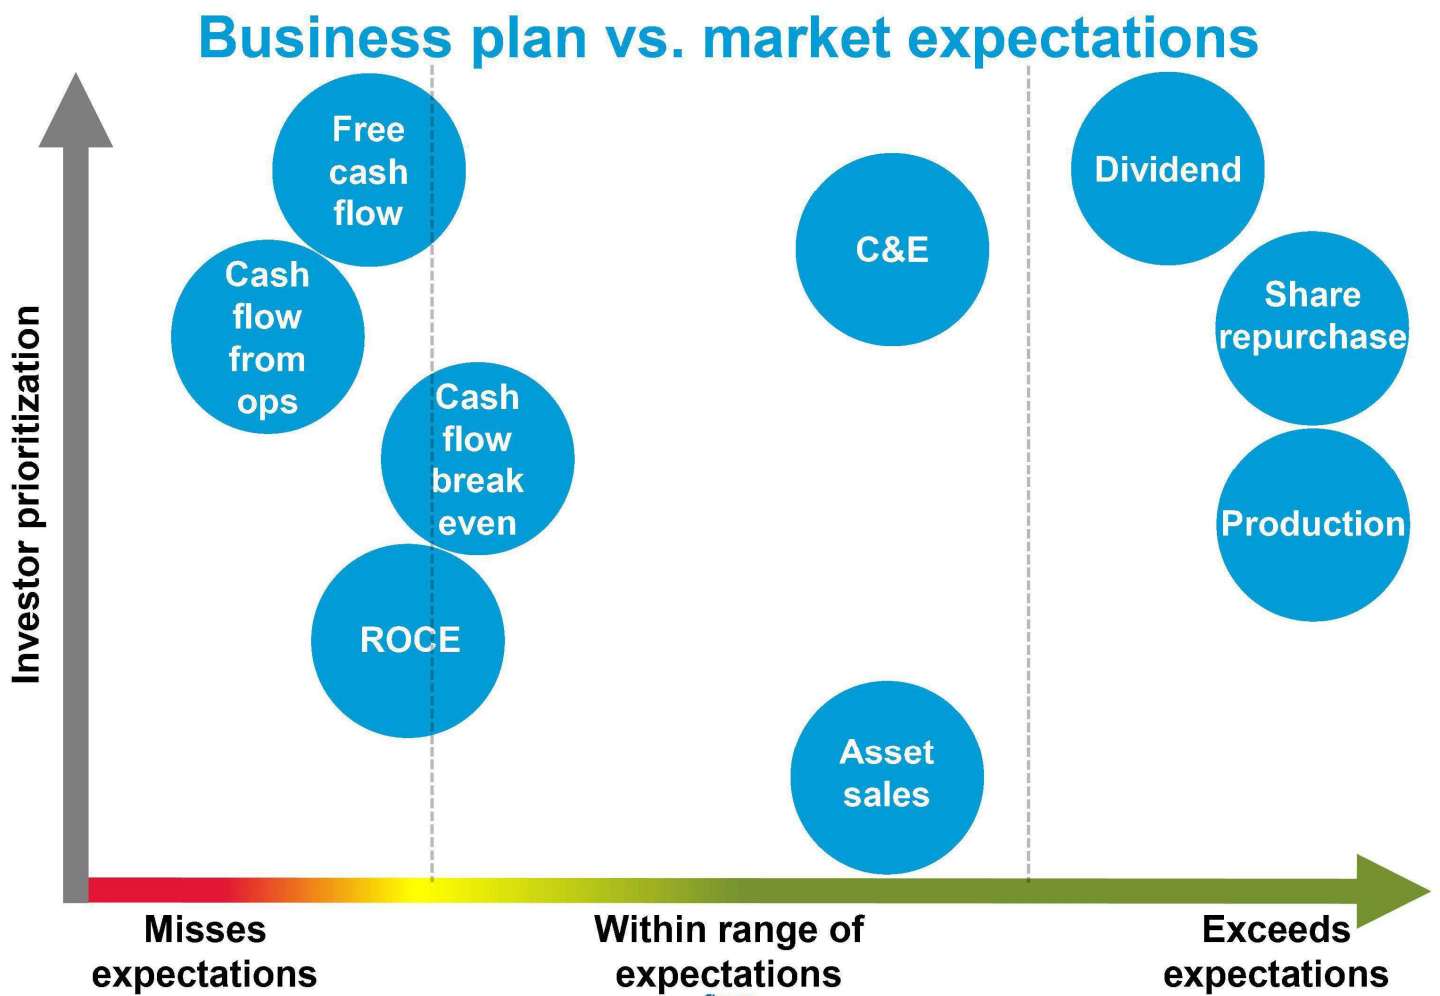 Business plan vs. market expectations
Investor prioritization
Free
cash
flow
Cash
flow
from
ops
Cash
flow
break
even
ROCE
C&E
Asset
sales
Dividend
Share
repurchase
Production
Misses
expectations
Within range of
expectations
Exceeds
expectations